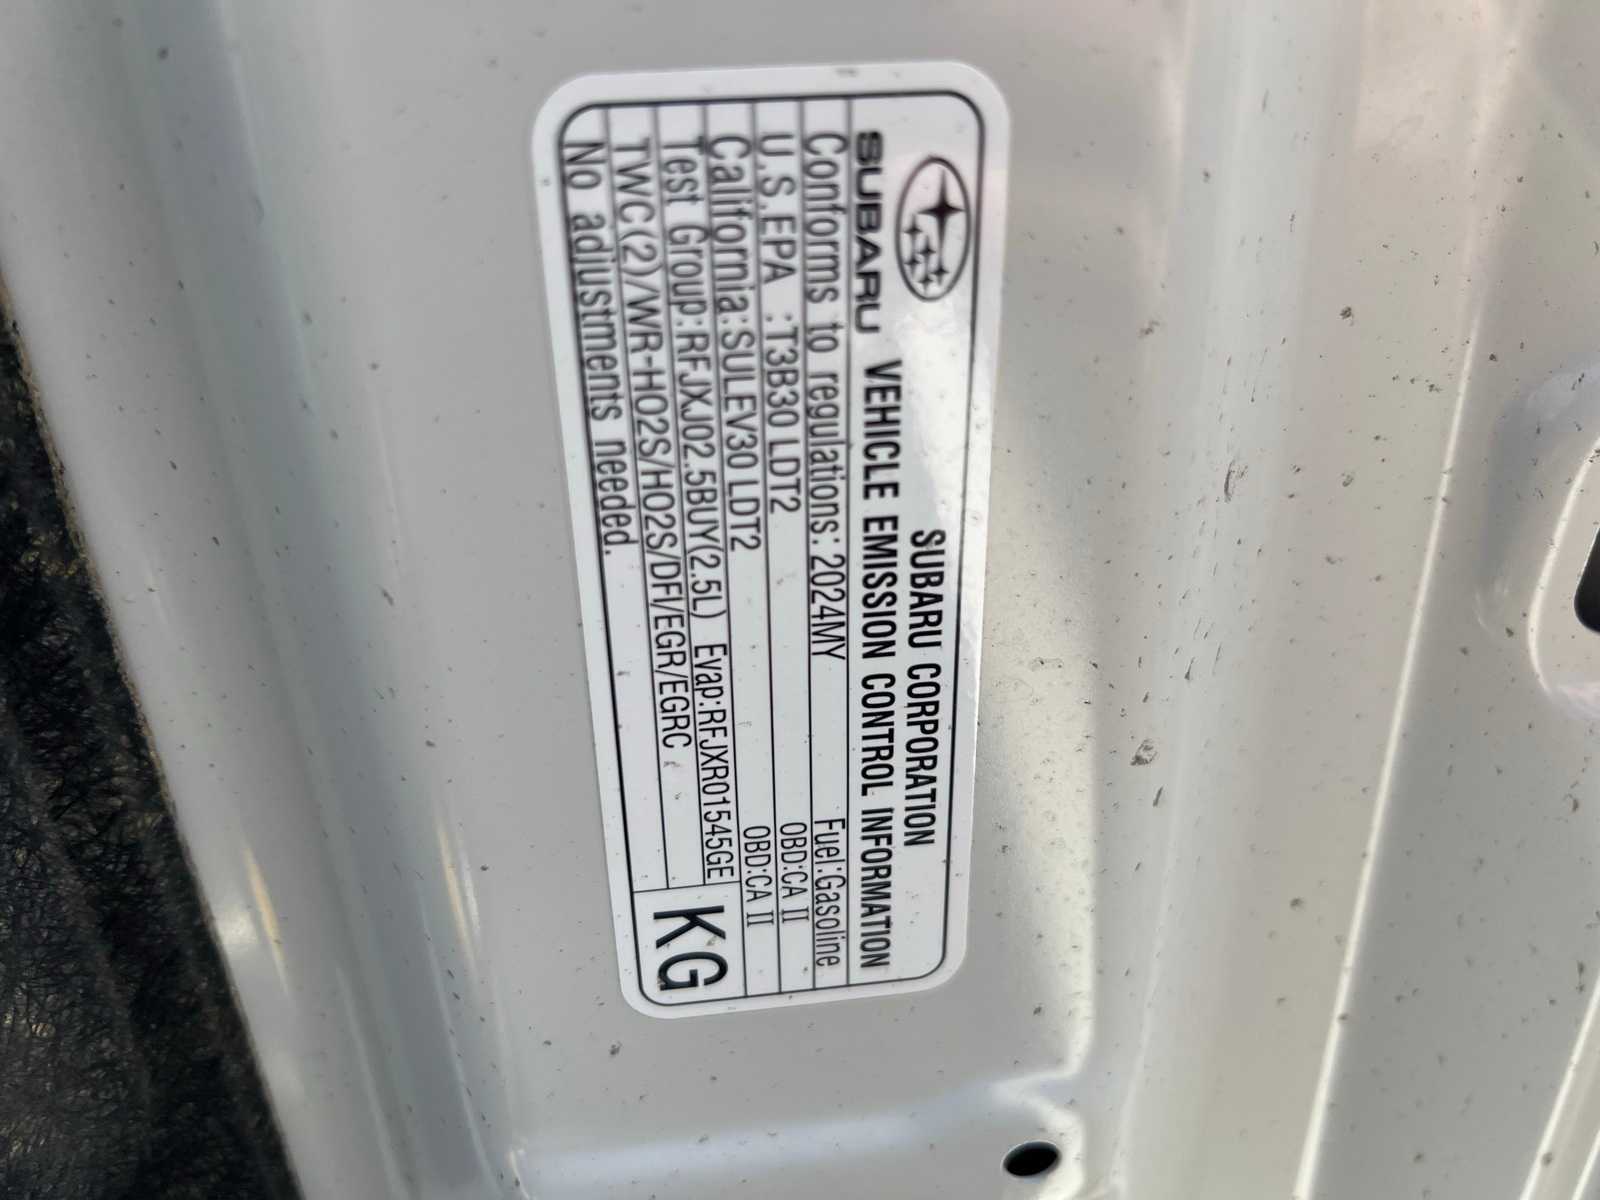 SUBARU CORPORATION
SUBARU VEHICLE EMISSION CONTROL INFORMATION
Conforms to regulations: 2024MY Fuel:Gasoline
U.S.EPA :T3B30 LDT2 OBD:CA II
California:SULEV30 LDT2 OBD:CA II
Test Group:RFJXJ02.5BUY(2.5L) Evap:RFJXR01545GE
TWC(2)/WR-HO2S/HO2S/DFI/EGR/EGRC
No adjustments needed.
KG